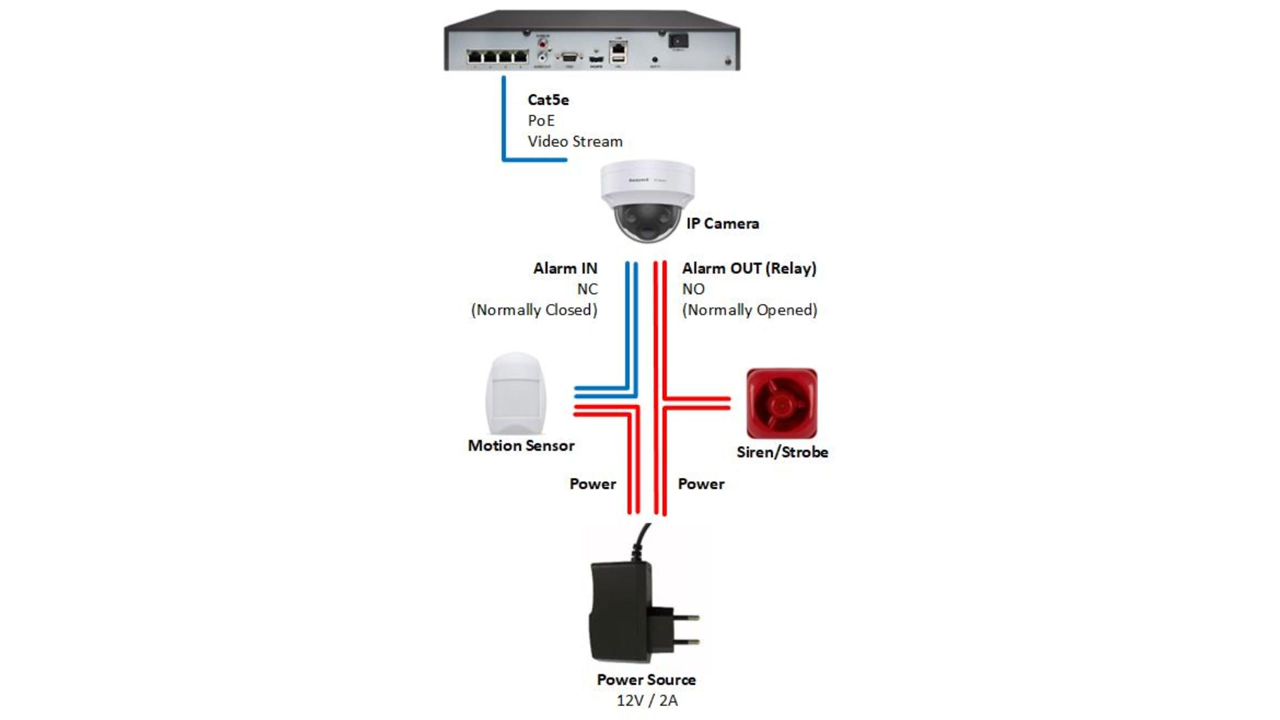 Cat5e
PoE
Video Stream
Honeywell
IP Camera
Alarm IN
NC
(Normally Closed)
Alarm OUT (Relay)
NO
(Normally Opened)
Motion Sensor
Siren/Strobe
Power
Power
Power Source
12V / 2A